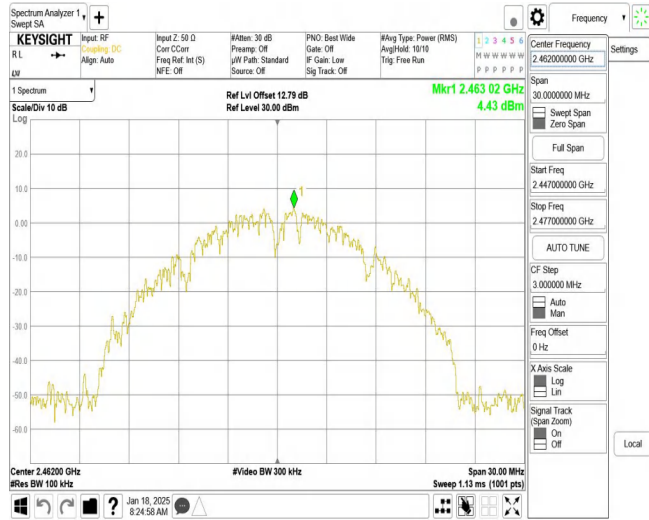 Spectrum Analyzer 1
Swept SA
+
Frequency
KEYSIGHT
RL
Input: RF
Coupling: DC
Align: Auto
Input Z: 50 Ω
Corr CCorr
Freq Ref: Int (S)
NFE: Off
#Atten: 30 dB
Preamp: Off
µW Path: Standard
Source: Off
PNO: Best Wide
Gate: Off
IF Gain: Low
Sig Track: Off
#Avg Type: Power (RMS)
Avg|Hold: 10/10
Trig: Free Run
1 2 3 4 5 6
M W W W W W
P P P P P P
1 Spectrum
Scale/Div 10 dB
Log
Ref Lvl Offset 12.79 dB
Ref Level 30.00 dBm
Mkr1 2.463 02 GHz
4.43 dBm
20.0
10.0
0.00
-10.0
-20.0
-30.0
-40.0
-50.0
-60.0
1
Center 2.46200 GHz
#Res BW 100 kHz
#Video BW 300 kHz
Span 30.00 MHz
Sweep 1.13 ms (1001 pts)
Center Frequency
2.462000000 GHz
Settings
Span
30.0000000 MHz
Swept Span
Zero Span
Full Span
Start Freq
2.447000000 GHz
Stop Freq
2.477000000 GHz
AUTO TUNE
CF Step
3.000000 MHz
Auto
Man
Freq Offset
0 Hz
X Axis Scale
Log
Lin
Signal Track
(Span Zoom)
On
Off
Local
?
Jan 18, 2025
8:24:58 AM